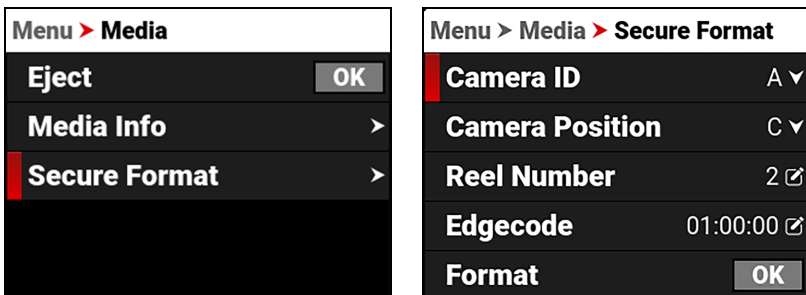 Menu > Media
Eject OK
Media Info >
Secure Format >
Menu > Media > Secure Format
Camera ID A
Camera Position C
Reel Number 2
Edgecode 01:00:00
Format OK